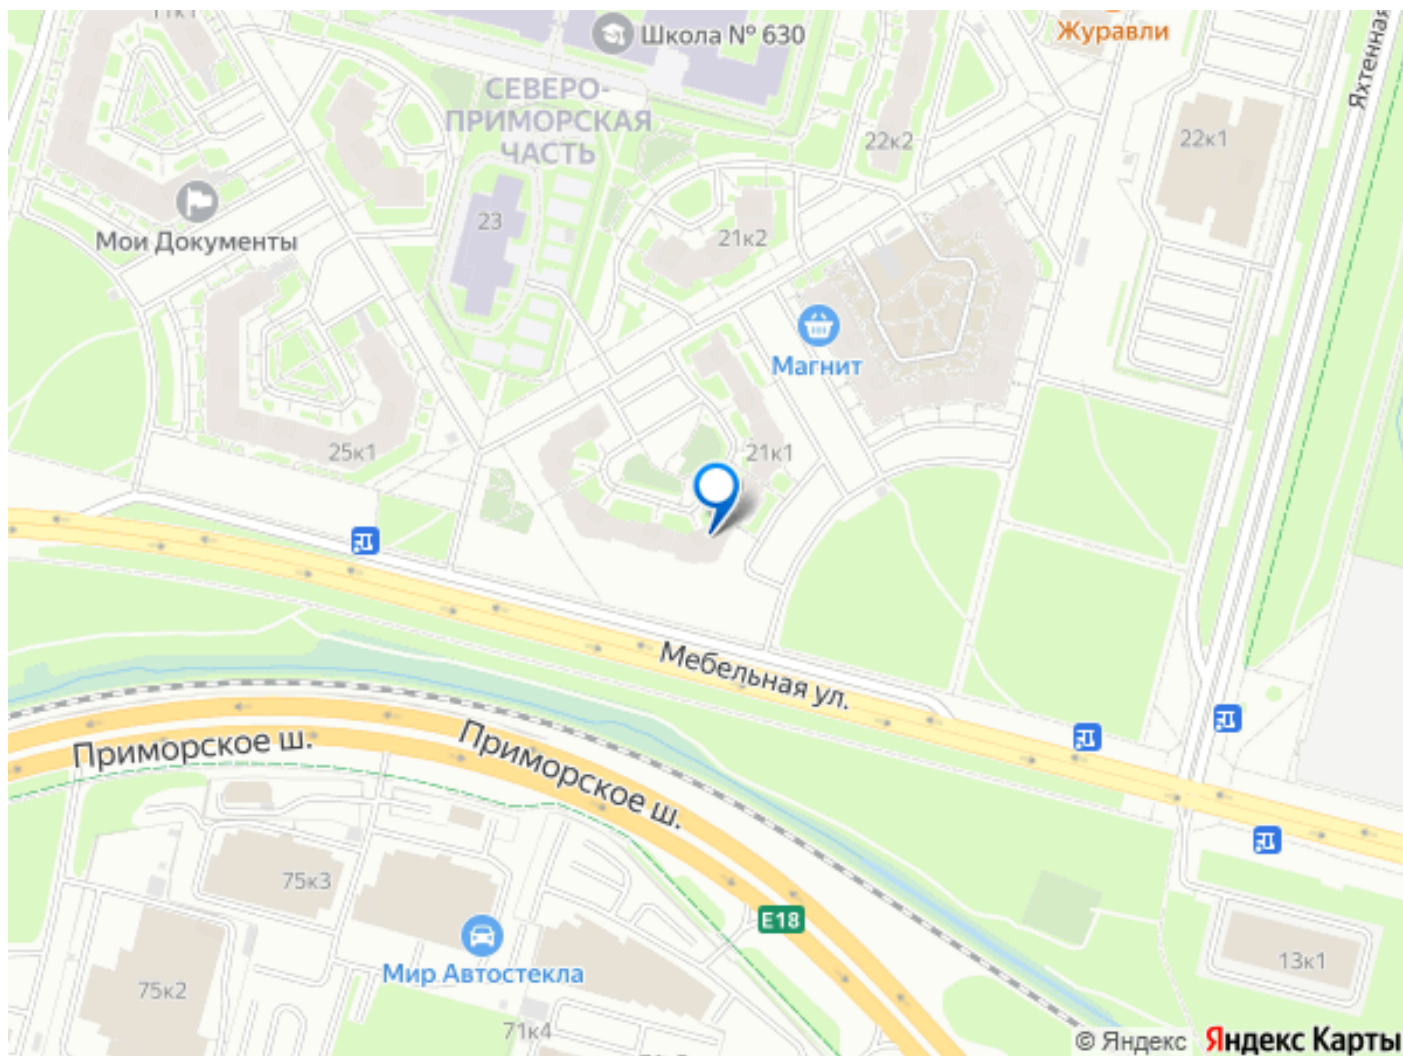 11к1
Школа № 630
Журавли
Яхтенная
СЕВЕРО-
ПРИМОРСКАЯ
ЧАСТЬ
22к2
22к1
23
Мои Документы
21к2
Магнит
25к1
21к1
Мебельная ул.
Приморское ш.
Приморское ш.
75к3
E18
Мир Автостекла
13к1
75к2
71к4
© Яндекс Яндекс Карты